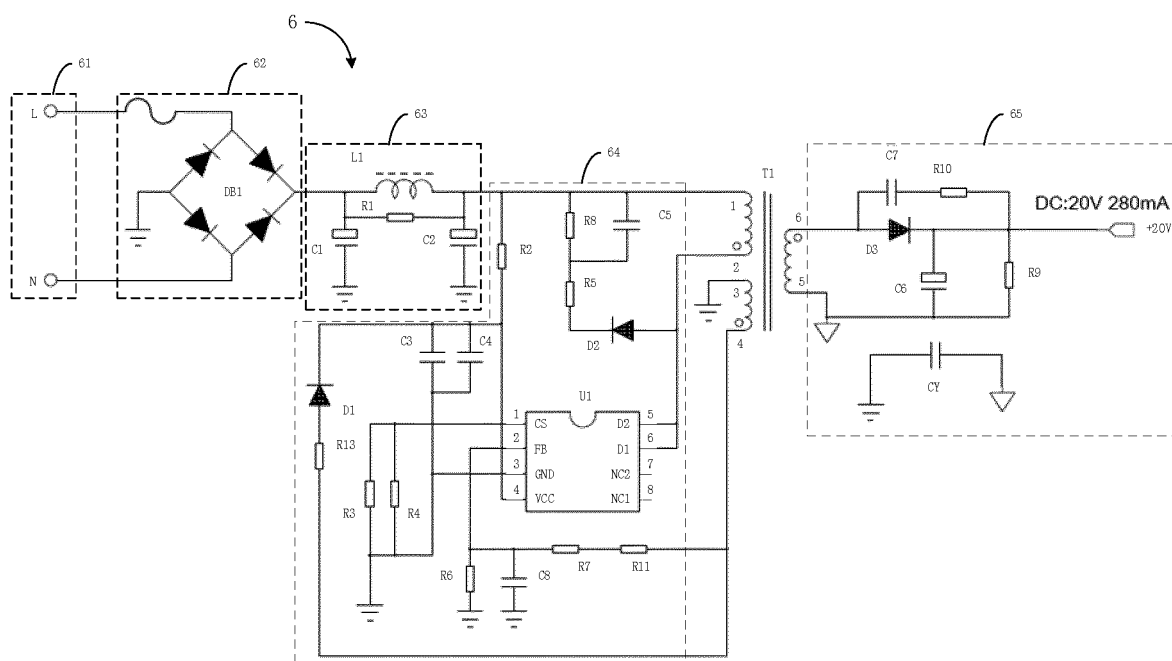 6
61
62
63
64
65
L
N
DB1
L1
R1
C1
C2
R2
R8
C5
R5
D2
T1
1
2
3
4
6
5
C7
R10
D3
C6
R9
DC:20V 280mA
+20V
CY
C3
C4
D1
R13
R3
R4
U1
1 CS D2 5
2 FB D1 6
3 GND NC2 7
4 VCC NC1 8
R6
C8
R7
R11